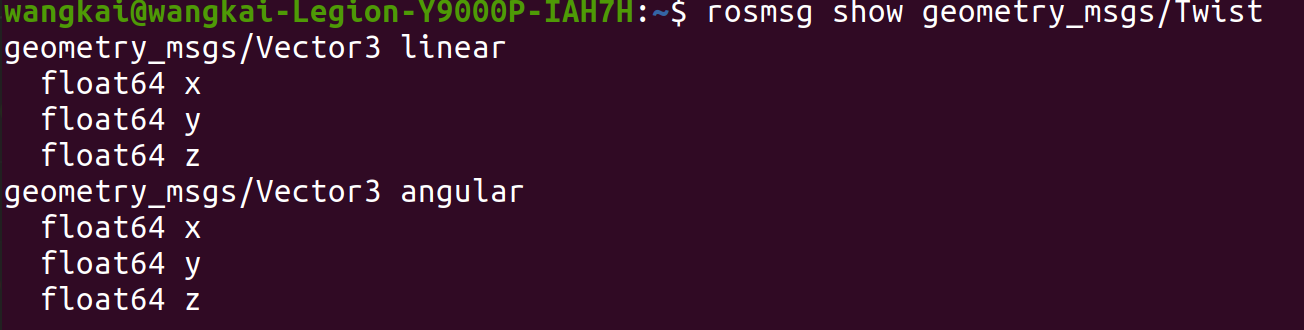 wangkai@wangkai-Legion-Y9000P-IAH7H:~$ rosmsg show geometry_msgs/Twist
geometry_msgs/Vector3 linear
  float64 x
  float64 y
  float64 z
geometry_msgs/Vector3 angular
  float64 x
  float64 y
  float64 z